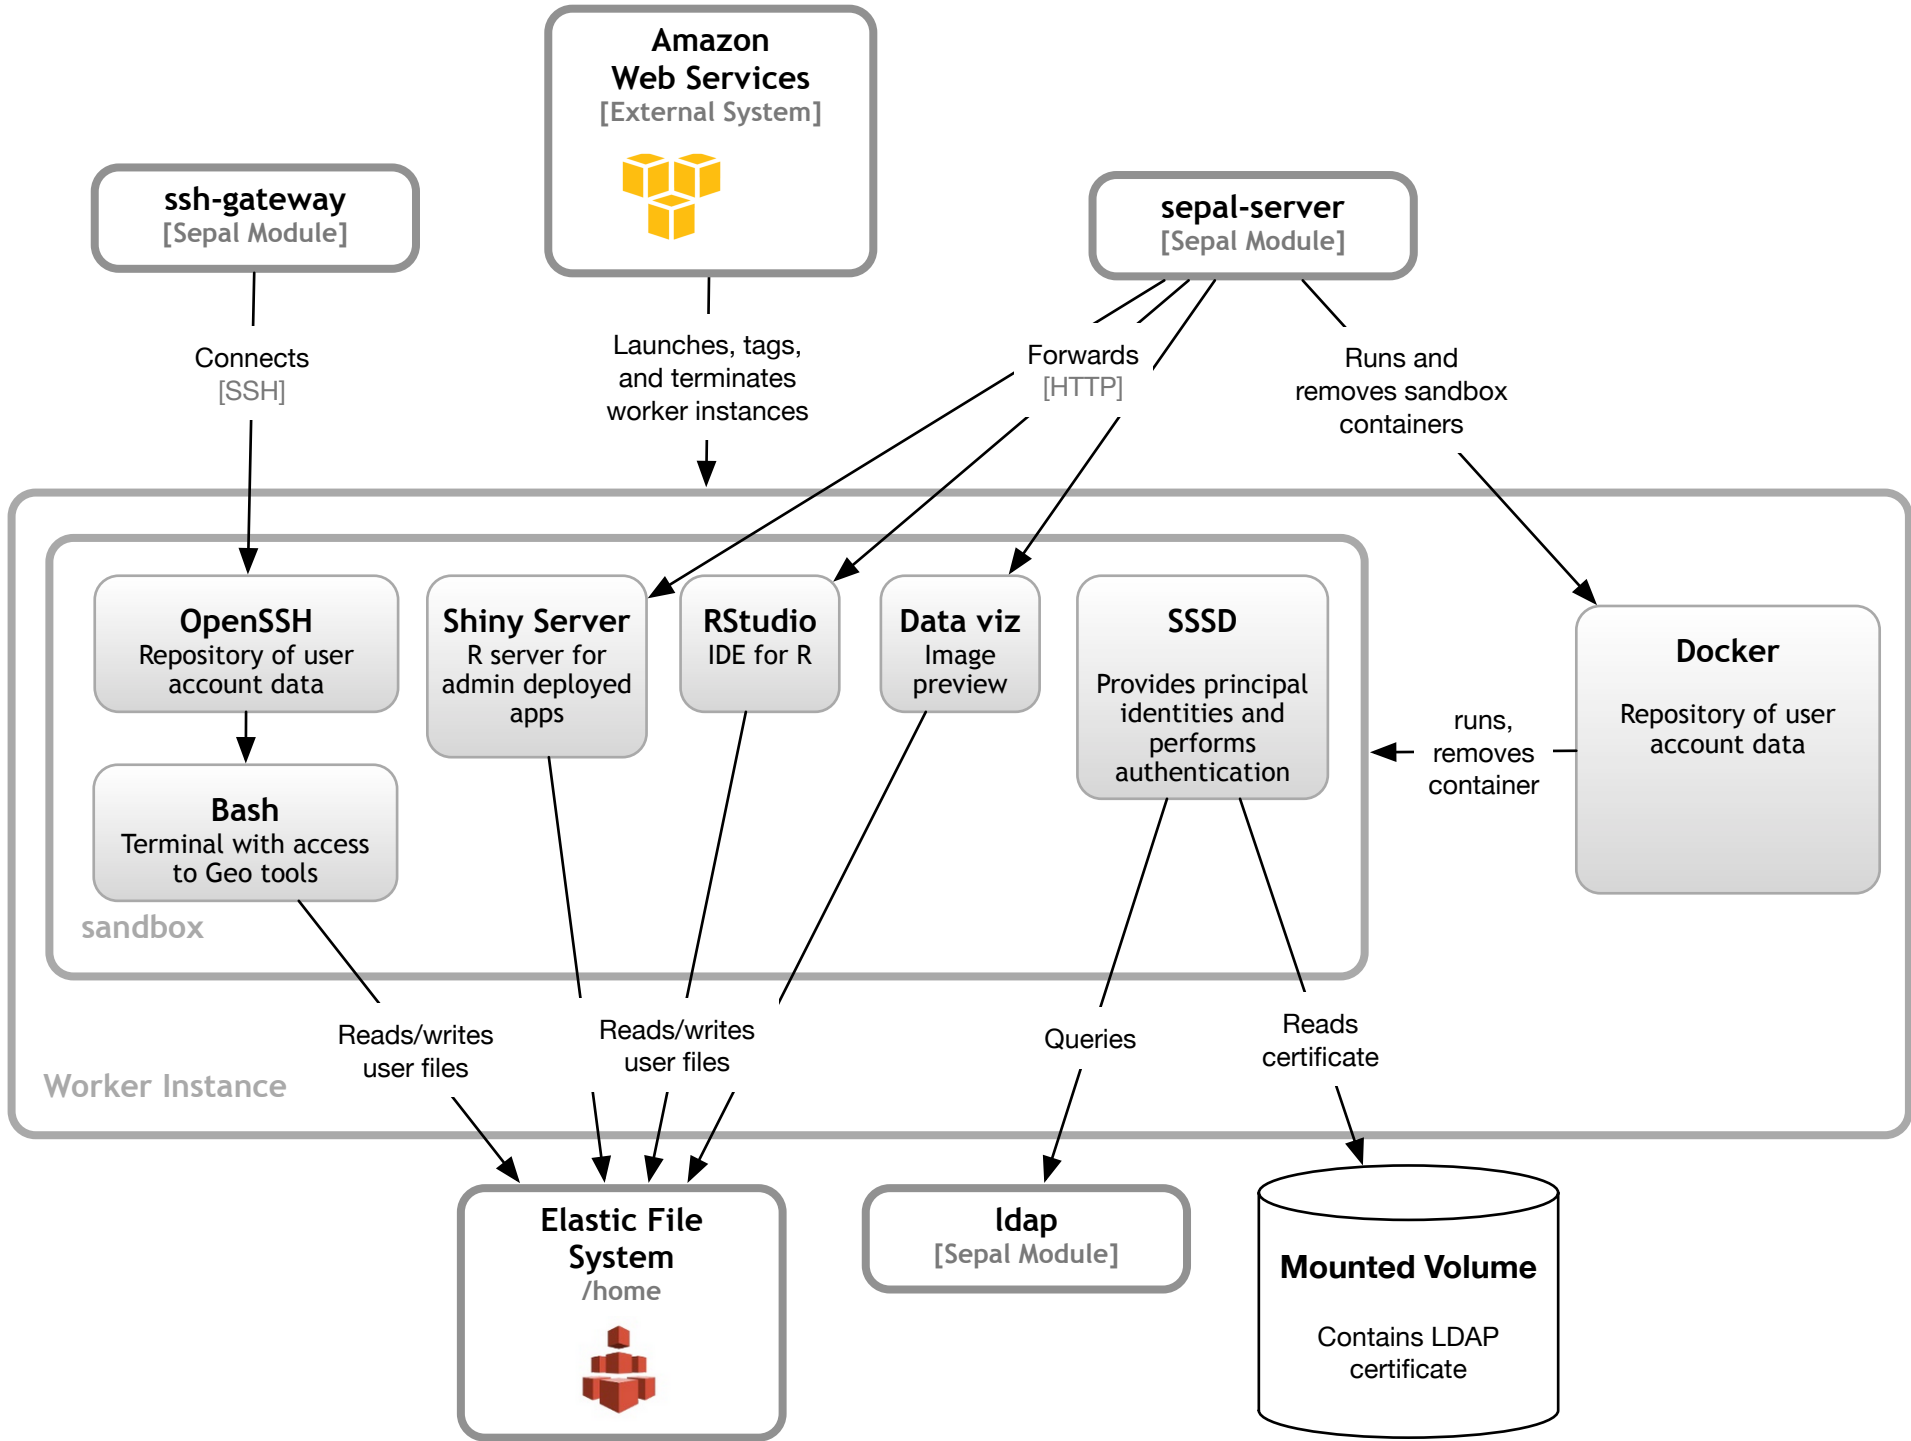 Amazon
Web Services
[External System]
ssh-gateway
[Sepal Module]
sepal-server
[Sepal Module]
Connects
[SSH]
Launches, tags,
and terminates
worker instances
Forwards
[HTTP]
Runs and
removes sandbox
containers
OpenSSH
Repository of user
account data
Shiny Server
R server for
admin deployed
apps
RStudio
IDE for R
Data viz
Image
preview
SSSD
Provides principal
identities and
performs
authentication
Docker
Repository of user
account data
runs,
removes
container
Bash
Terminal with access
to Geo tools
sandbox
Reads/writes
user files
Reads/writes
user files
Queries
Reads
certificate
Worker Instance
Elastic File
System
/home
ldap
[Sepal Module]
Mounted Volume
Contains LDAP
certificate